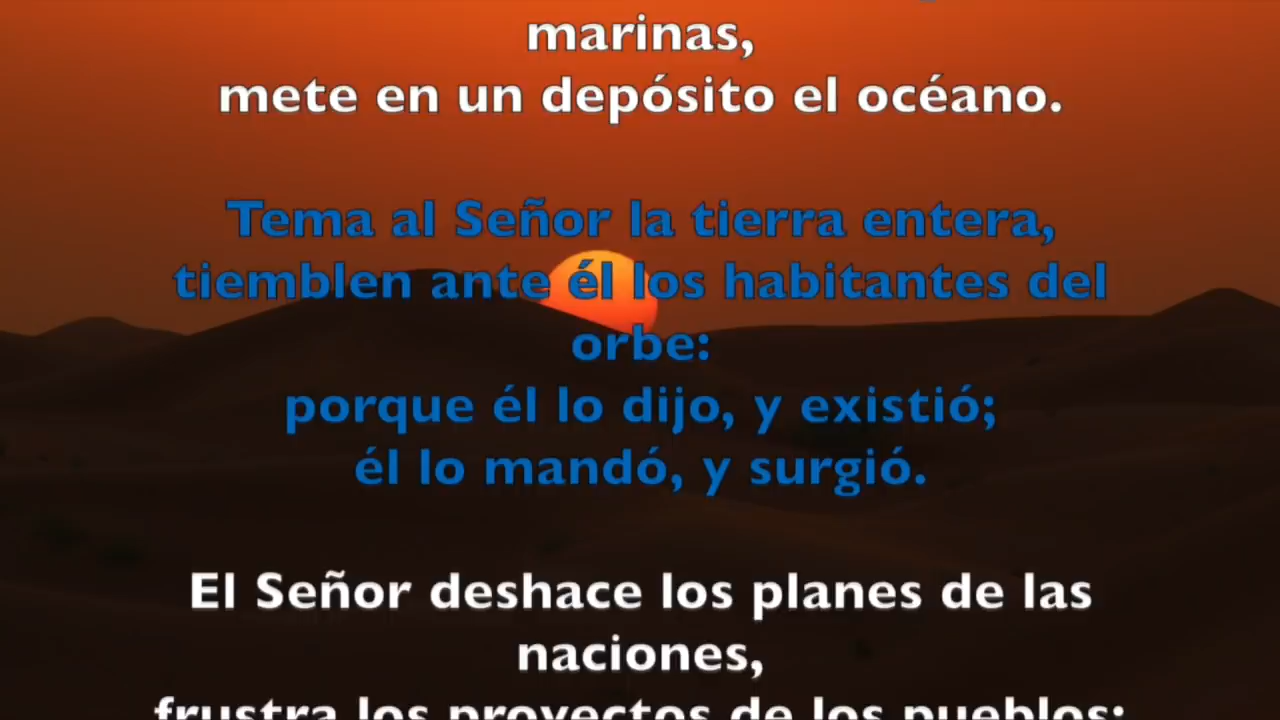 marinas,
mete en un depósito el océano.
Tema al Señor la tierra entera,
tiemblen ante él los habitantes del
orbe:
porque él lo dijo, y existió;
él lo mandó, y surgió.
El Señor deshace los planes de las
naciones,
frustra los proyectos de los pueblos;